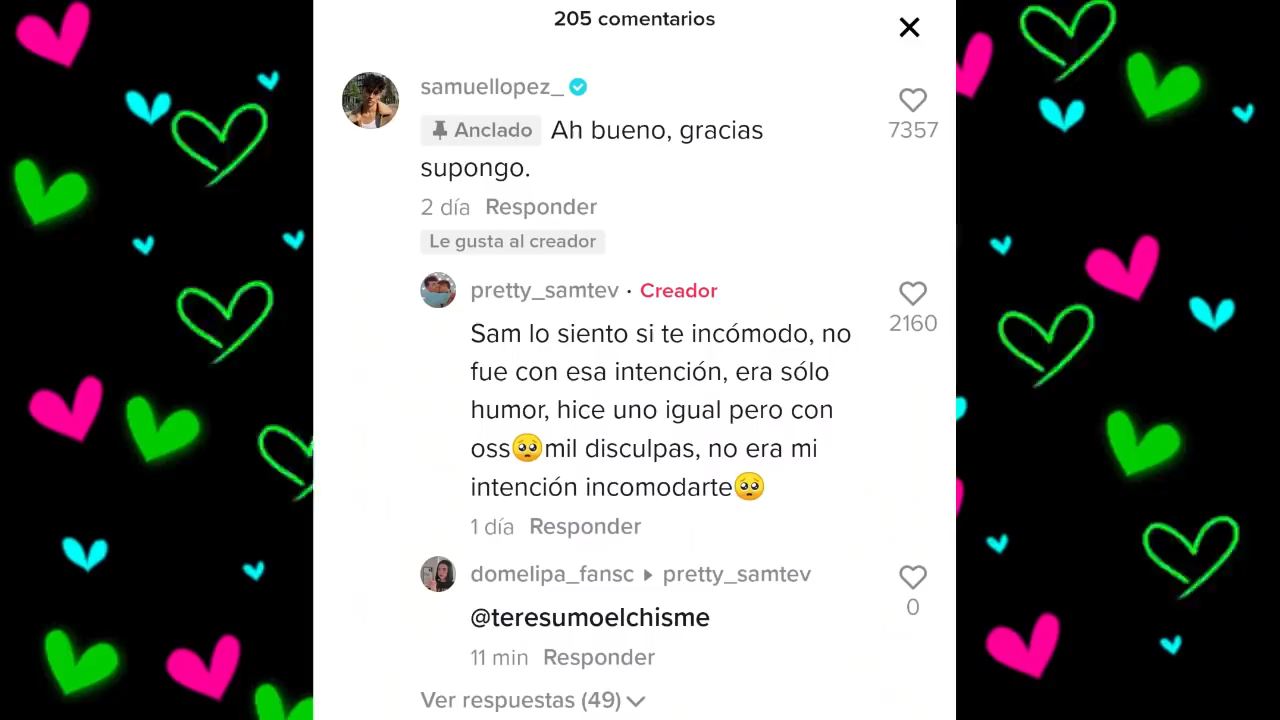 205 comentarios
samuellopez_
7357
Anclado Ah bueno, gracias
supongo.
2 día Responder
Le gusta al creador
pretty_samtev · Creador
2160
Sam lo siento si te incómodo, no
fue con esa intención, era sólo
humor, hice uno igual pero con
oss🥺mil disculpas, no era mi
intención incomodarte🥺
1 día Responder
domelipa_fansc ▸ pretty_samtev
0
@teresumoelchisme
11 min Responder
Ver respuestas (49)